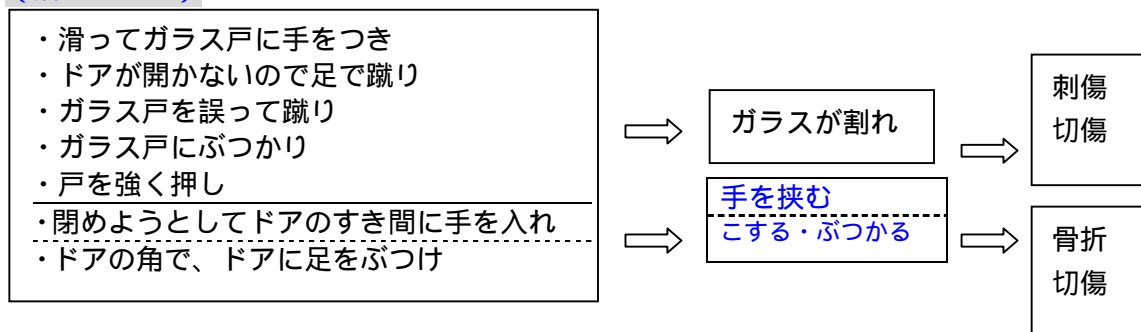 ・滑ってガラス戸に手をつき
・ドアが開かないので足で蹴り
・ガラス戸を誤って蹴り
・ガラス戸にぶつかり
・戸を強く押し
・閉めようとしてドアのすき間に手を入れ
・ドアの角で、ドアに足をぶつけ
ガラスが割れ
手を挟む
こする・ぶつかる
刺傷
切傷
骨折
切傷